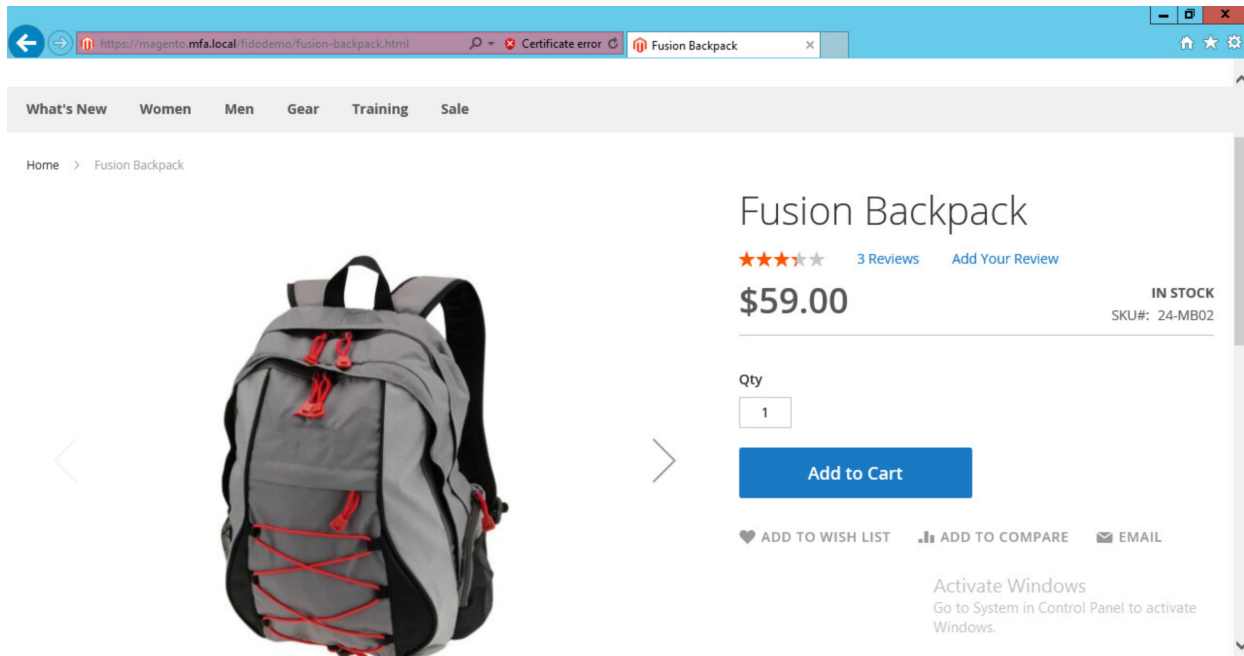 https://magento.mfa.local/fidodemo/fusion-backpack.html Certificate error Fusion Backpack
What's New Women Men Gear Training Sale
Home > Fusion Backpack
Fusion Backpack
3 Reviews Add Your Review
$59.00
IN STOCK
SKU#: 24-MB02
Qty
1
Add to Cart
ADD TO WISH LIST ADD TO COMPARE EMAIL
Activate Windows
Go to System in Control Panel to activate
Windows.